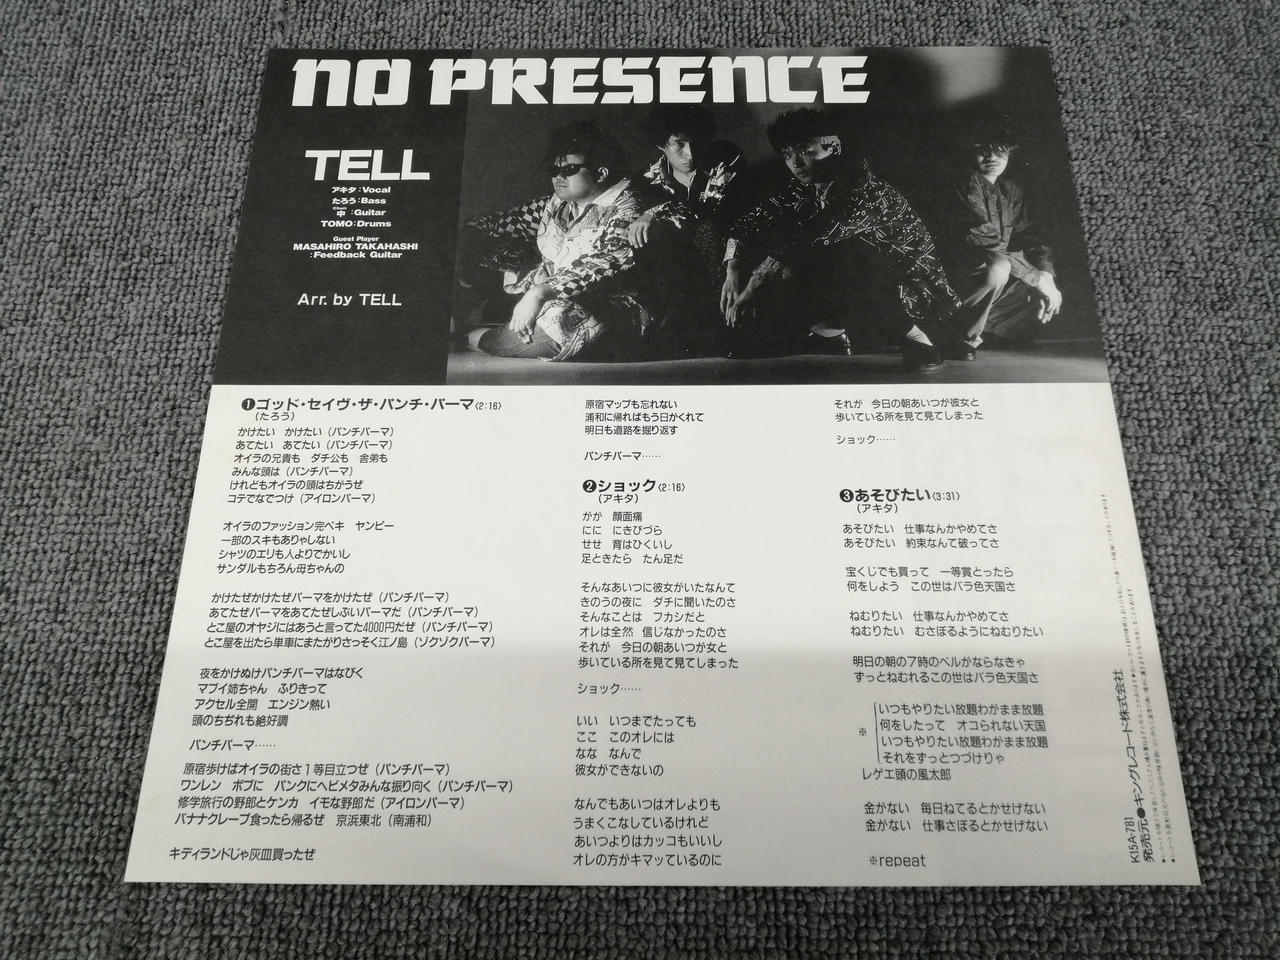 NO PRESENCE
TELL
アキタ:Vocal
たろう:Bass
Chun
中:Guitar
TOMO:Drums
Guest Player
MASAHIRO TAKAHASHI
:Feedback Guitar
Arr. by TELL
❶ゴッド・セイヴ・ザ・パンチ・パーマ〈2:16〉
(たろう)
かけたい かけたい(パンチパーマ)
あてたい あてたい(パンチパーマ)
オイラの兄貴も ダチ公も 舎弟も
みんな頭は(パンチパーマ)
けれどもオイラの頭はちがうぜ
コテでなでつけ(アイロンパーマ)
オイラのファッション完ペキ ヤンピー
一部のスキもありゃしない
シャツのエリも人よりでかいし
サンダルもちろん母ちゃんの
かけたぜかけたぜパーマをかけたぜ(パンチパーマ)
あてたぜパーマをあてたぜしぶいパーマだ(パンチパーマ)
とこ屋のオヤジにはあうと言ってた4000円だぜ(パンチパーマ)
とこ屋を出たら単車にまたがりさっそく江ノ島(ゾクゾクパーマ)
夜をかけぬけパンチパーマはなびく
マブイ姉ちゃん ふりきって
アクセル全開 エンジン熱い
頭のちぢれも絶好調
パンチパーマ……
原宿歩けばオイラの街さ1等目立つぜ(パンチパーマ)
ワンレン ボブに パンクにヘビメタみんな振り向く(パンチパーマ)
修学旅行の野郎とケンカ イモな野郎だ(アイロンパーマ)
バナナクレープ食ったら帰るぜ 京浜東北(南浦和)
キディランドじゃ灰皿買ったぜ
原宿マップも忘れない
浦和に帰ればもう日がくれて
明日も道路を掘り返す
パンチパーマ……
❷ショック〈2:16〉
(アキタ)
がが 顔面痛
にに にきびづら
せせ 背はひくいし
足ときたら たん足だ
そんなあいつに彼女がいたなんて
きのうの夜に ダチに聞いたのさ
そんなことは フカシだと
オレは全然 信じなかったのさ
それが 今日の朝あいつが女と
歩いている所を見て見てしまった
ショック……
いい いつまでたっても
ここ このオレには
なな なんで
彼女ができないの
なんでもあいつはオレよりも
うまくこなしているけれど
あいつよりはカッコもいいし
オレの方がキマッているのに
それが 今日の朝あいつが彼女と
歩いている所を見て見てしまった
ショック……
❸あそびたい〈3:31〉
(アキタ)
あそびたい 仕事なんかやめてさ
あそびたい 約束なんて破ってさ
宝くじでも買って 一等賞とったら
何をしよう この世はバラ色天国さ
ねむりたい 仕事なんかやめてさ
ねむりたい むさぼるようにねむりたい
明日の朝の7時のベルがならなきゃ
ずっとねむれるこの世はバラ色天国さ
いつもやりたい放題わがまま放題
※ 何をしたって オコられない天国
いつもやりたい放題わがまま放題
それをずっとつづけりゃ
レゲエ頭の風太郎
金がない 毎日ねてるとかせげない
金がない 仕事さぼるとかせげない
※repeat
K15A-781
発売元●キングレコード株式会社